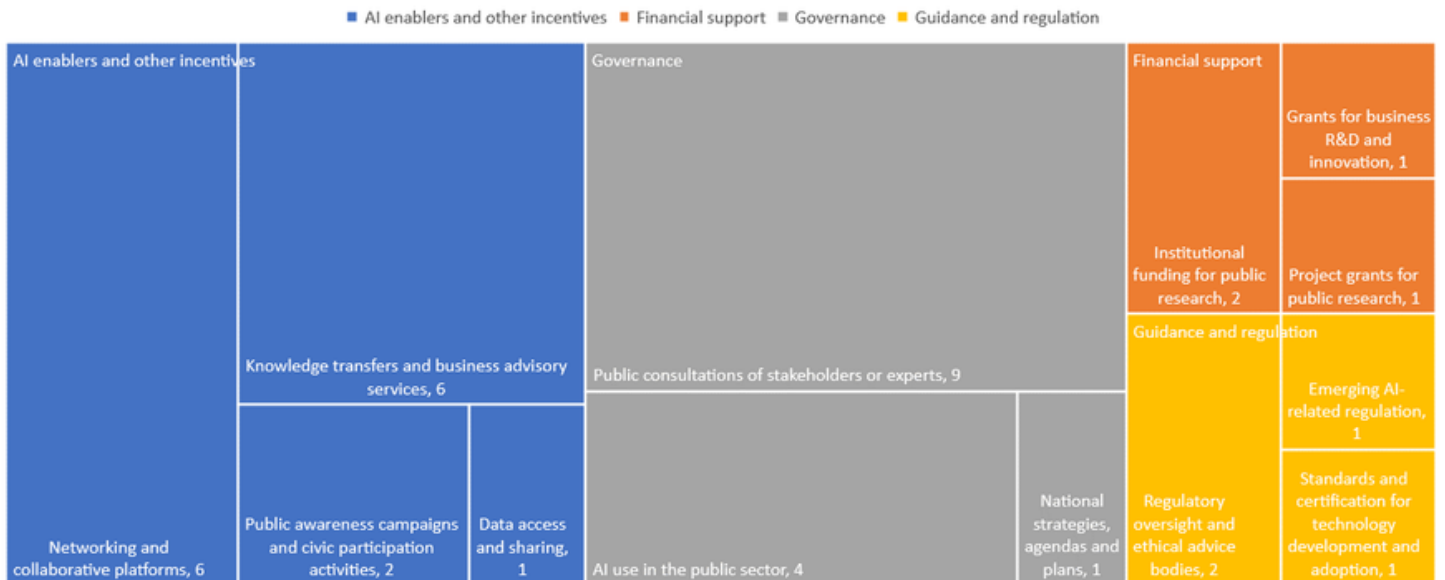 AI enablers and other incentives Financial support Governance Guidance and regulation
AI enablers and other incentives
Networking and
collaborative platforms, 6
Knowledge transfers and business advisory
services, 6
Public awareness campaigns
and civic participation
activities, 2
Data access
and sharing,
1
Governance
Public consultations of stakeholders or experts, 9
AI use in the public sector, 4
National
strategies,
agendas and
plans, 1
Financial support
Institutional
funding for public
research, 2
Grants for business
R&D and
innovation, 1
Project grants for
public research, 1
Guidance and regulation
Regulatory
oversight and
ethical advice
bodies, 2
Emerging AI-
related regulation,
1
Standards and
certification for
technology
development and
adoption, 1